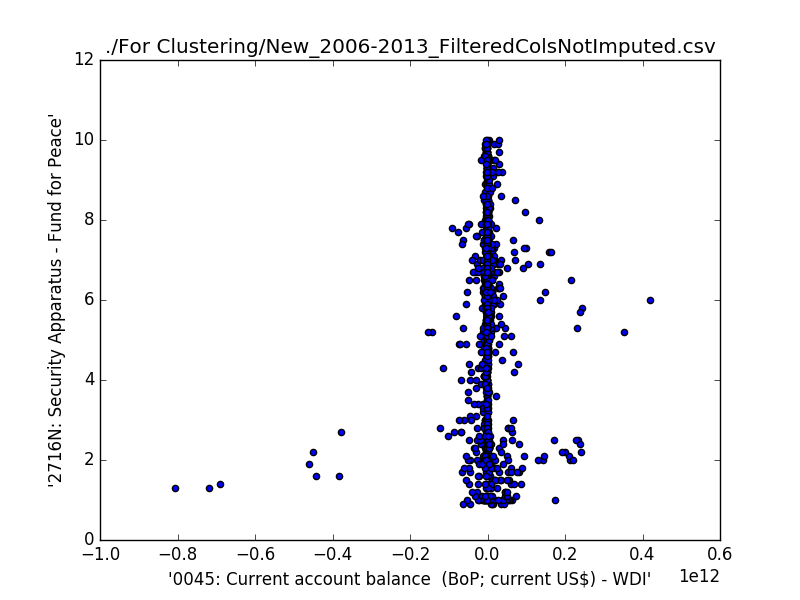 ./For Clustering/New_2006-2013_FilteredColsNotImputed.csv
12
10
8
6
4
2
0
'2716N: Security Apparatus - Fund for Peace'
−1.0 −0.8 −0.6 −0.4 −0.2 0.0 0.2 0.4 0.6
1e12
'0045: Current account balance  (BoP; current US$) - WDI'